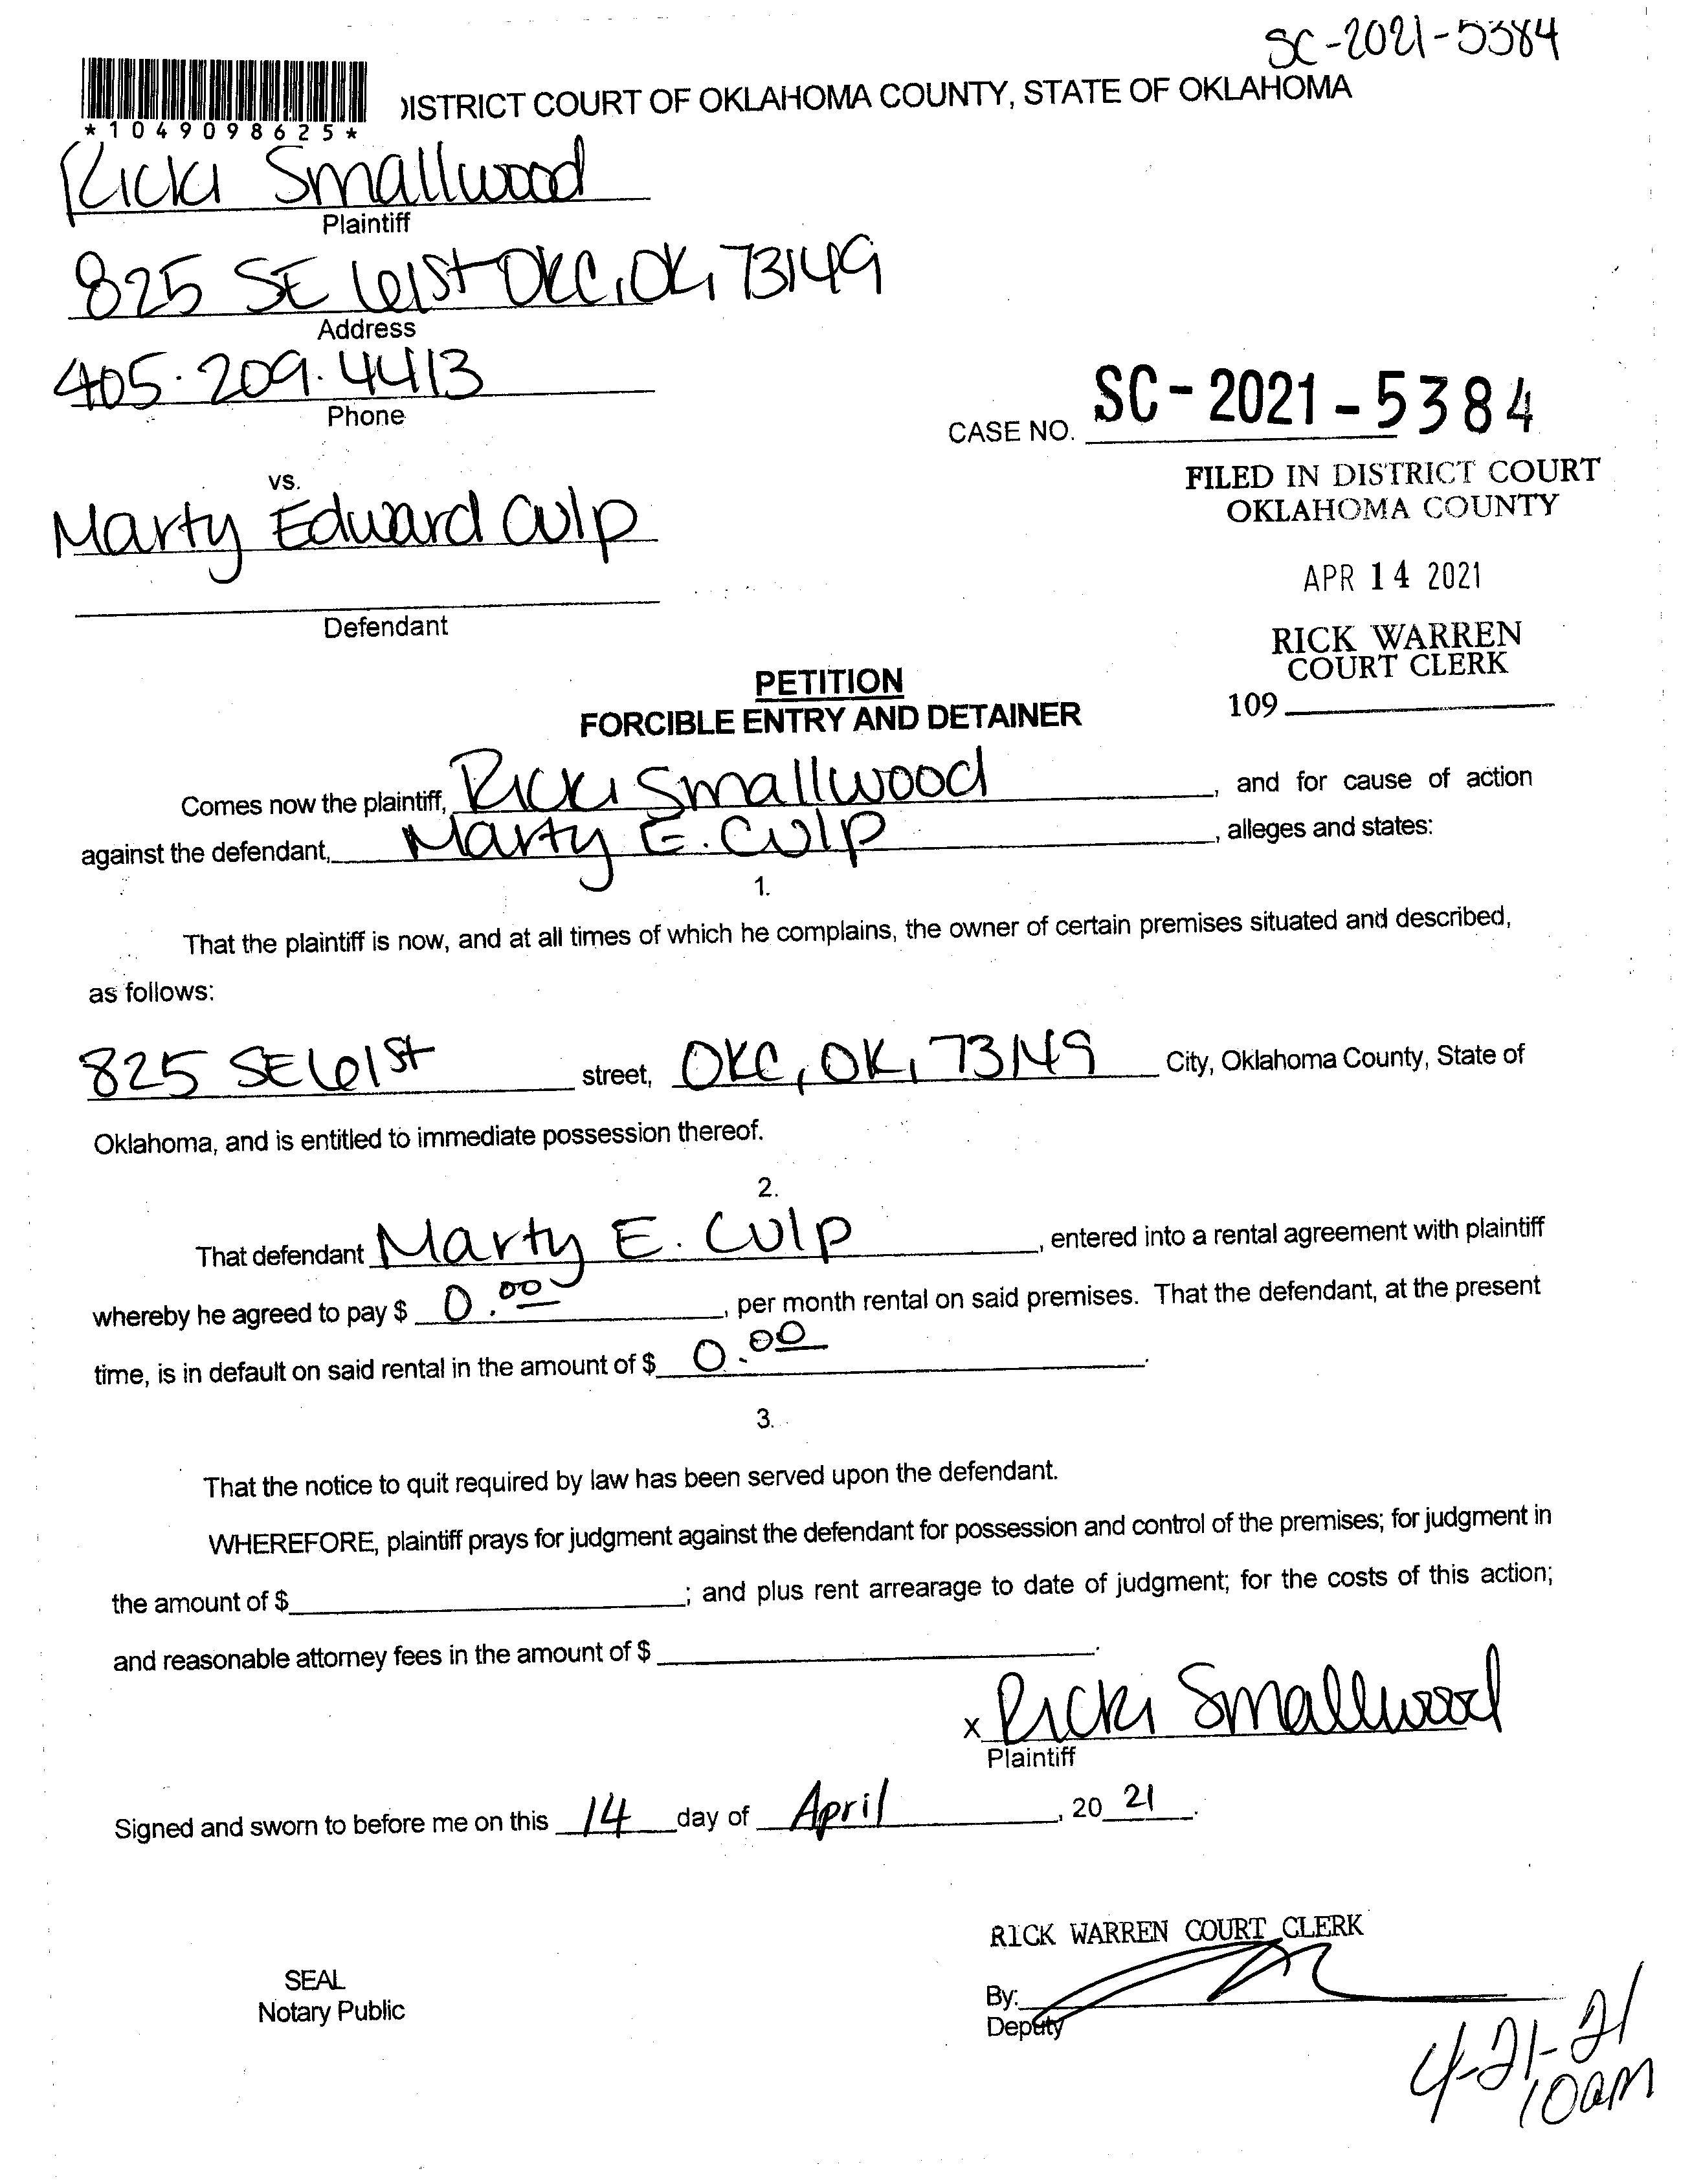 SC-2021-5384
*1049098625*
DISTRICT COURT OF OKLAHOMA COUNTY, STATE OF OKLAHOMA
Ricki Smallwood
Plaintiff
825 SE 61st OKC, OK, 73149
Address
405.209.4413
Phone
CASE NO. SC-2021-5384
FILED IN DISTRICT COURT
OKLAHOMA COUNTY
vs.
Marty Edward Culp
APR 14 2021
Defendant
RICK WARREN
COURT CLERK
109
PETITION
FORCIBLE ENTRY AND DETAINER
Comes now the plaintiff, Ricki Smallwood, and for cause of action
against the defendant, Marty E. Culp, alleges and states:
1.
That the plaintiff is now, and at all times of which he complains, the owner of certain premises situated and described,
as follows:
825 SE 61st street, OKC, OK, 73149 City, Oklahoma County, State of
Oklahoma, and is entitled to immediate possession thereof.
2.
That defendant Marty E. Culp, entered into a rental agreement with plaintiff
whereby he agreed to pay $ 0.00, per month rental on said premises. That the defendant, at the present
time, is in default on said rental in the amount of $ 0.00.
3.
That the notice to quit required by law has been served upon the defendant.
WHEREFORE, plaintiff prays for judgment against the defendant for possession and control of the premises; for judgment in
the amount of $ ; and plus rent arrearage to date of judgment; for the costs of this action;
and reasonable attorney fees in the amount of $ .
x Ricki Smallwood
Plaintiff
Signed and sworn to before me on this 14 day of April, 20 21.
RICK WARREN COURT CLERK
SEAL
Notary Public
By:
Deputy
4-21-21
10am